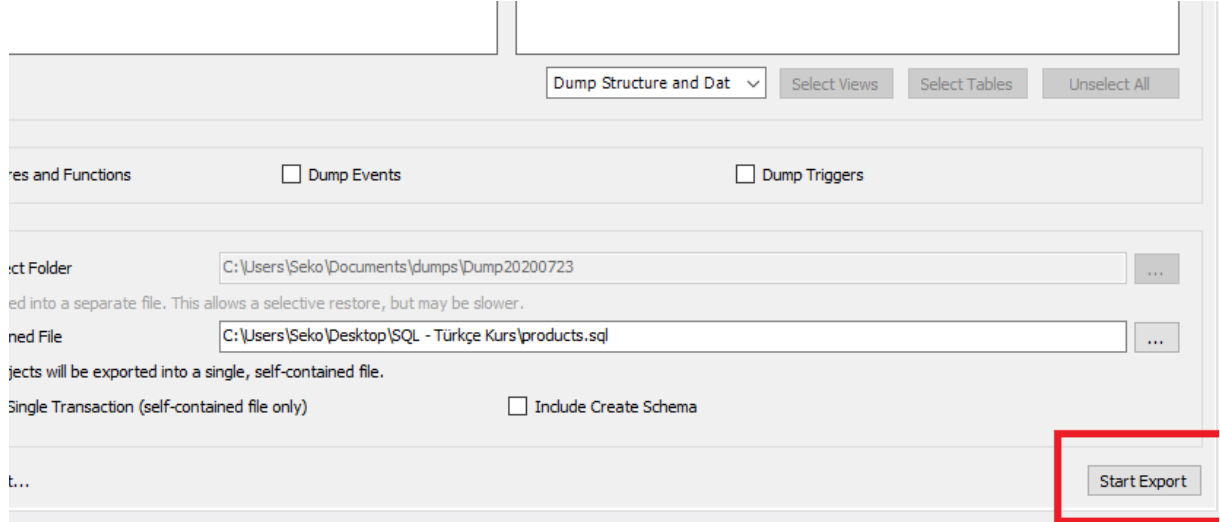 Dump Structure and Dat Select Views Select Tables Unselect All
res and Functions Dump Events Dump Triggers
ect Folder C:\Users\Seko\Documents\dumps\Dump20200723 ...
ed into a separate file. This allows a selective restore, but may be slower.
ned File C:\Users\Seko\Desktop\SQL - Türkçe Kurs\products.sql ...
jects will be exported into a single, self-contained file.
Single Transaction (self-contained file only) Include Create Schema
t... Start Export